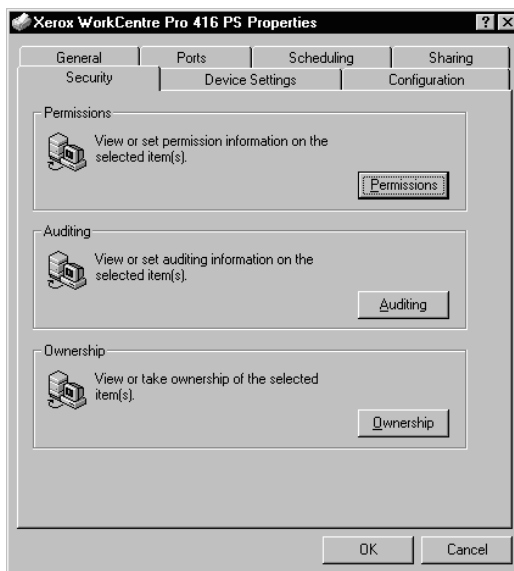 Xerox WorkCentre Pro 416 PS Properties
General Ports Scheduling Sharing
Security Device Settings Configuration
Permissions
View or set permission information on the
selected item(s).
Permissions
Auditing
View or set auditing information on the
selected item(s).
Auditing
Ownership
View or take ownership of the selected
item(s).
Ownership
OK Cancel